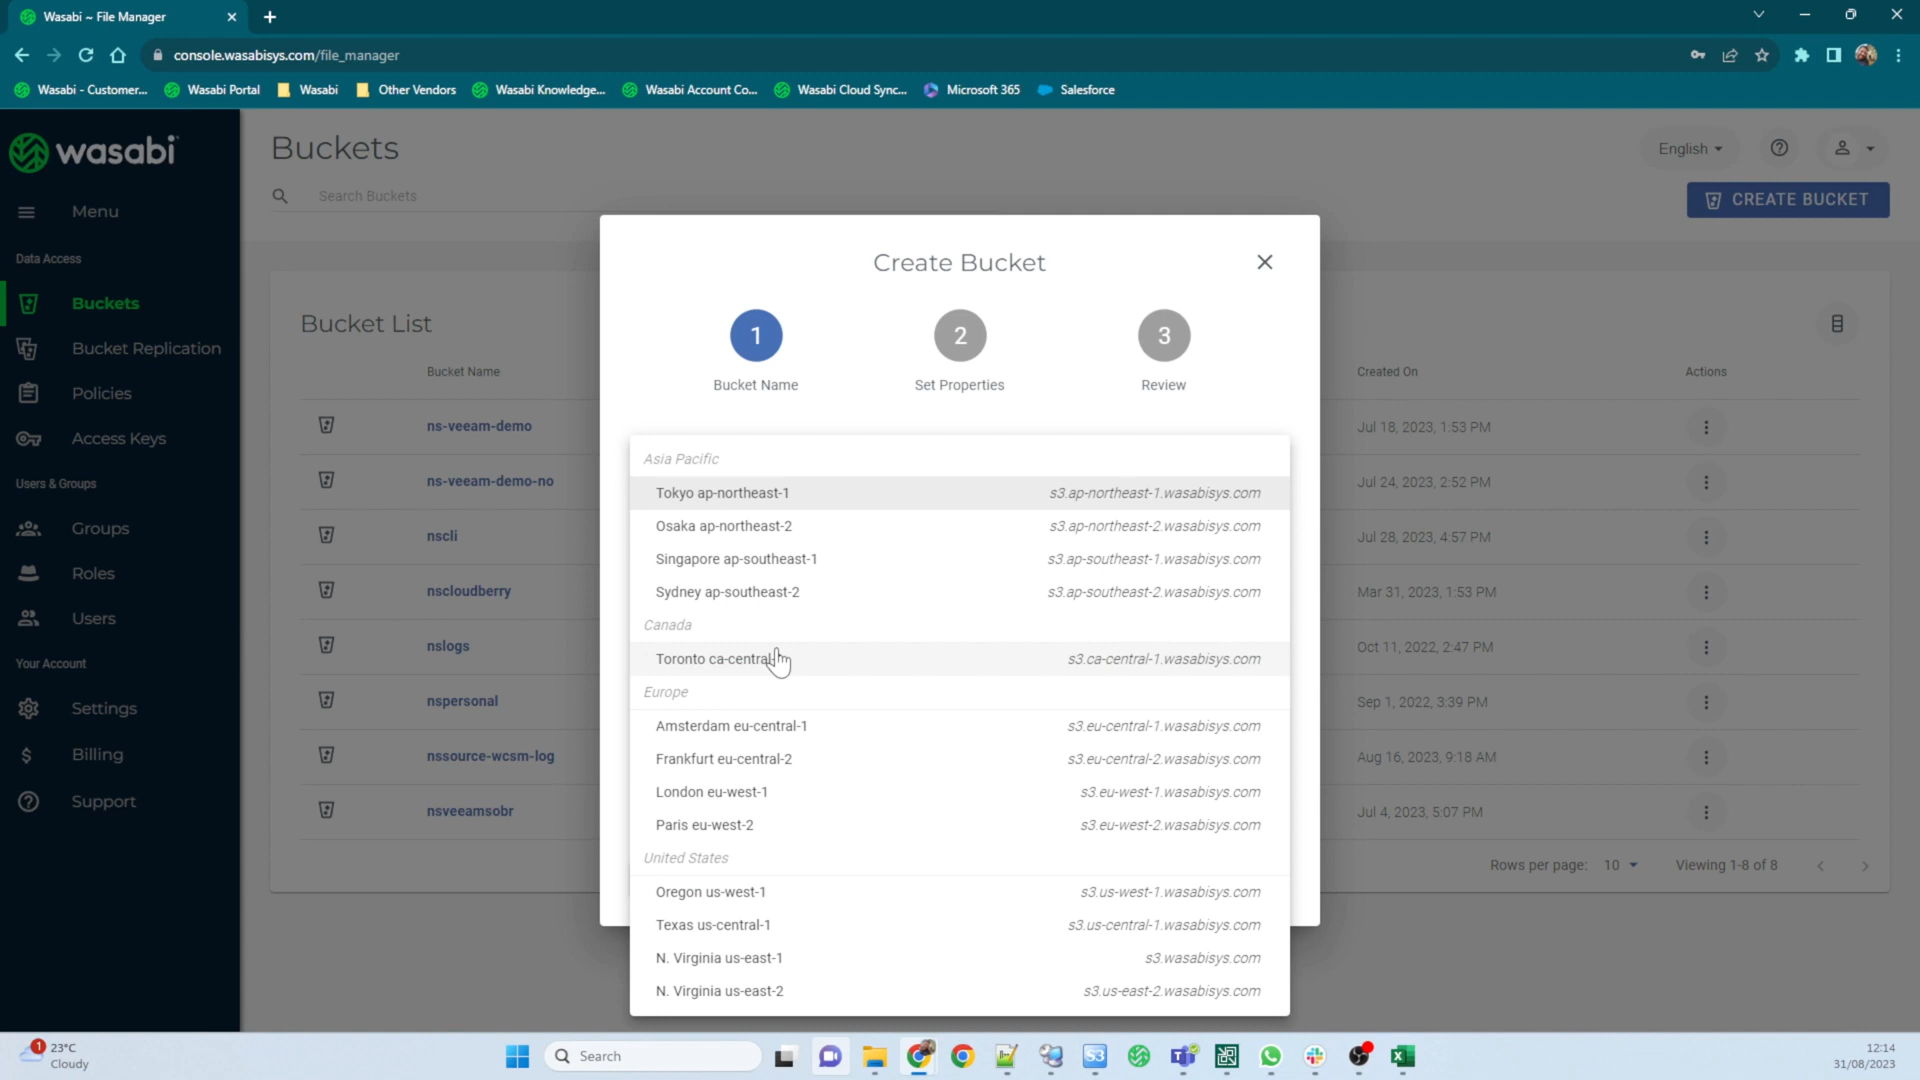 Wasabi ~ File Manager
console.wasabisys.com/file_manager
Wasabi - Customer...
Wasabi Portal
Wasabi
Other Vendors
Wasabi Knowledge...
Wasabi Account Co...
Wasabi Cloud Sync...
Microsoft 365
Salesforce
wasabi
Menu
Data Access
Buckets
Bucket Replication
Policies
Access Keys
Users & Groups
Groups
Roles
Users
Your Account
Settings
Billing
Support
Buckets
English
Search Buckets
CREATE BUCKET
Bucket List
Bucket Name
Created On
Actions
ns-veeam-demo
Jul 18, 2023, 1:53 PM
ns-veeam-demo-no
Jul 24, 2023, 2:52 PM
nscli
Jul 28, 2023, 4:57 PM
nscloudberry
Mar 31, 2023, 1:53 PM
nslogs
Oct 11, 2022, 2:47 PM
nspersonal
Sep 1, 2022, 3:39 PM
nssource-wcsm-log
Aug 16, 2023, 9:18 AM
nsveeamsobr
Jul 4, 2023, 5:07 PM
Rows per page: 10
Viewing 1-8 of 8
Create Bucket
1
2
3
Bucket Name
Set Properties
Review
Asia Pacific
Tokyo ap-northeast-1 s3.ap-northeast-1.wasabisys.com
Osaka ap-northeast-2 s3.ap-northeast-2.wasabisys.com
Singapore ap-southeast-1 s3.ap-southeast-1.wasabisys.com
Sydney ap-southeast-2 s3.ap-southeast-2.wasabisys.com
Canada
Toronto ca-central s3.ca-central-1.wasabisys.com
Europe
Amsterdam eu-central-1 s3.eu-central-1.wasabisys.com
Frankfurt eu-central-2 s3.eu-central-2.wasabisys.com
London eu-west-1 s3.eu-west-1.wasabisys.com
Paris eu-west-2 s3.eu-west-2.wasabisys.com
United States
Oregon us-west-1 s3.us-west-1.wasabisys.com
Texas us-central-1 s3.us-central-1.wasabisys.com
N. Virginia us-east-1 s3.wasabisys.com
N. Virginia us-east-2 s3.us-east-2.wasabisys.com
1
23°C
Cloudy
Search
S3
12:14
31/08/2023